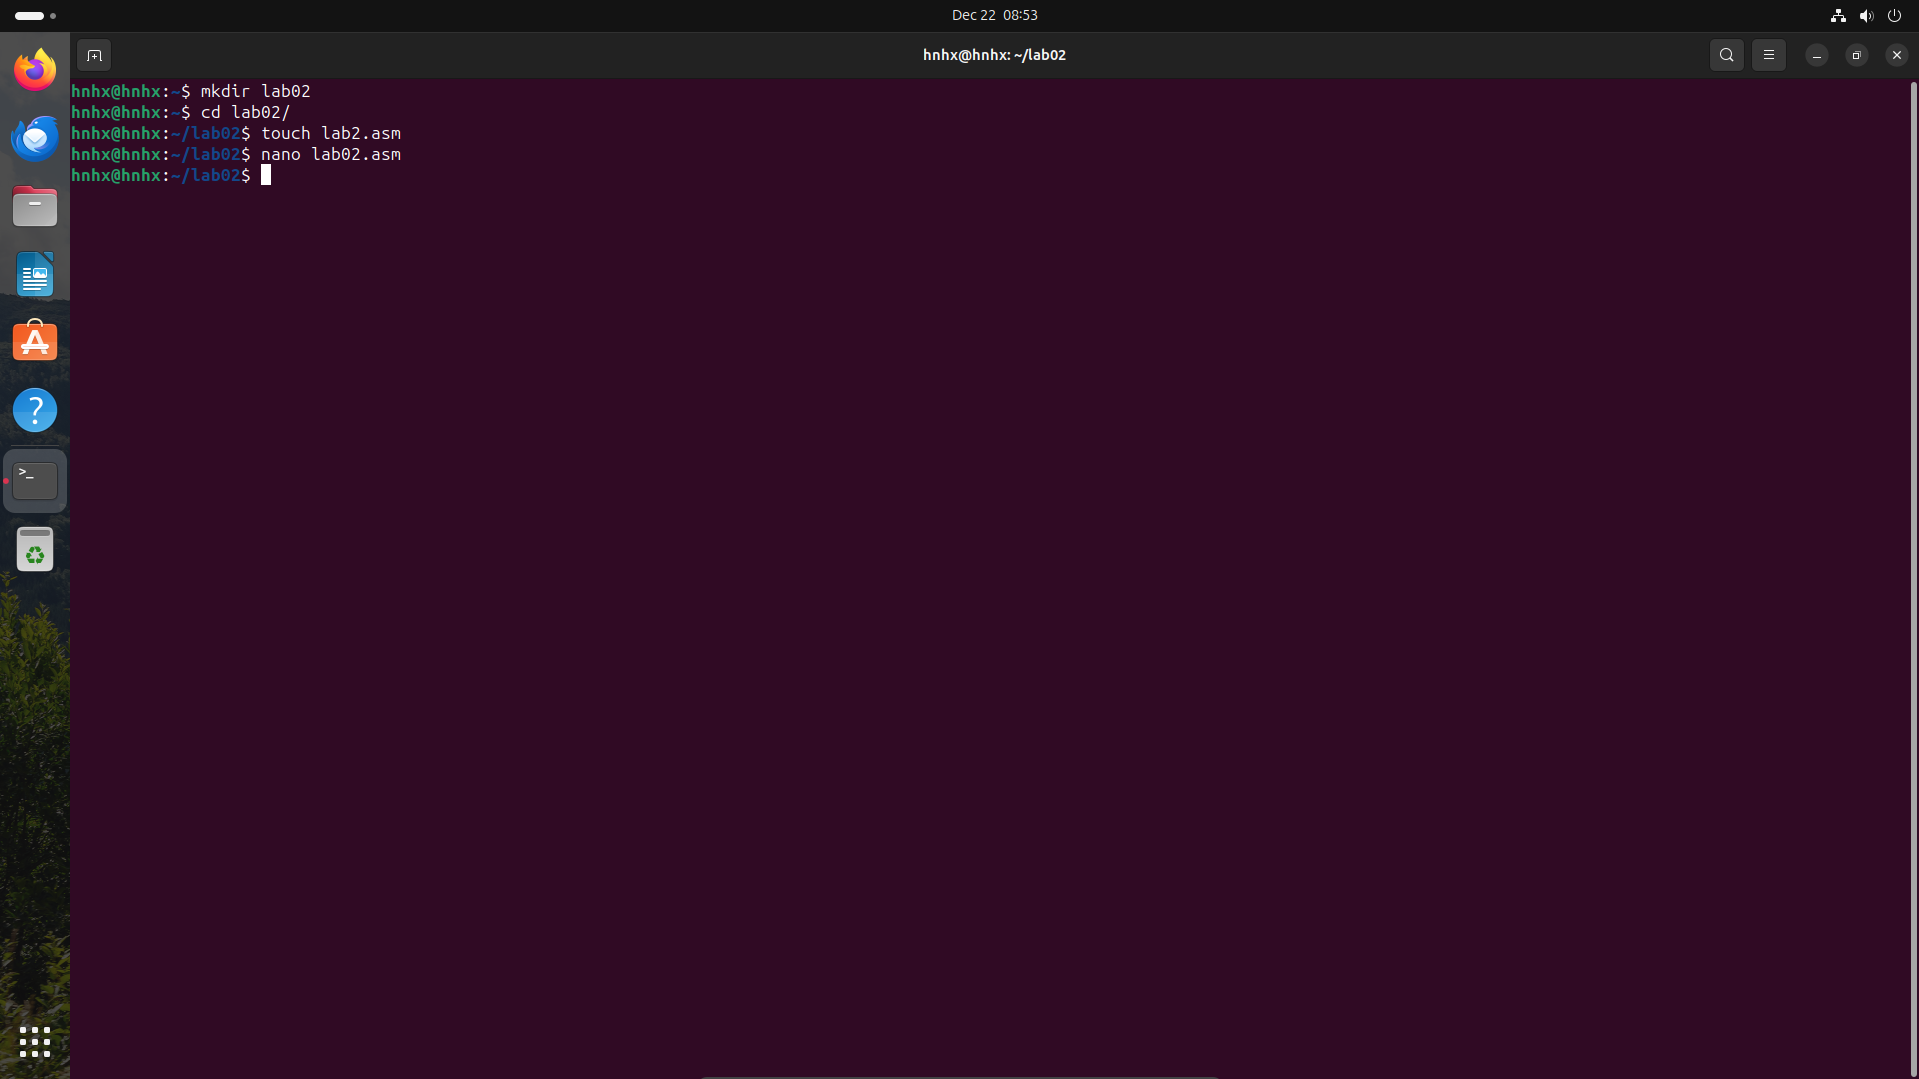 Dec 22 08:53
hnhx@hnhx: ~/lab02
hnhx@hnhx:~$ mkdir lab02
hnhx@hnhx:~$ cd lab02/
hnhx@hnhx:~/lab02$ touch lab2.asm
hnhx@hnhx:~/lab02$ nano lab02.asm
hnhx@hnhx:~/lab02$